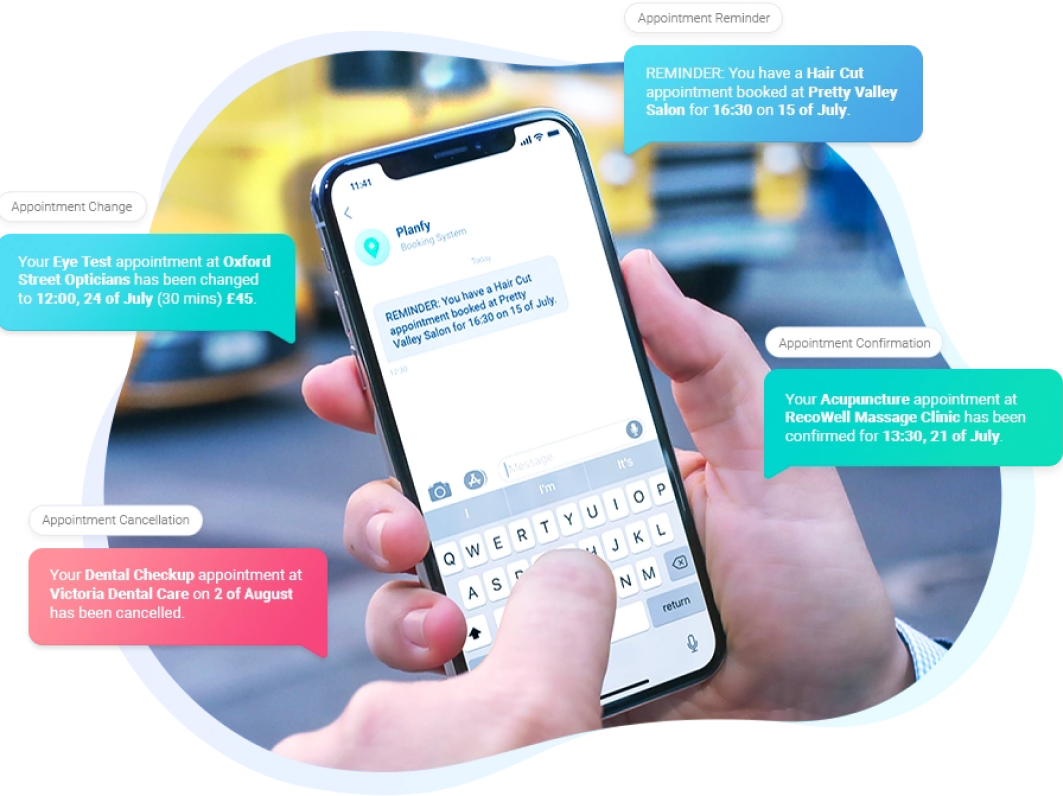 Appointment Reminder
REMINDER: You have a Hair Cut
appointment booked at Pretty Valley
Salon for 16:30 on 15 of July.
Appointment Change
Your Eye Test appointment at Oxford
Street Opticians has been changed
to 12:00, 24 of July (30 mins) £45.
11:41
Planfy
Booking System
Today
REMINDER: You have a Hair Cut
appointment booked at Pretty
Valley Salon for 16:30 on 15 of July.
12:30
Appointment Confirmation
Your Acupuncture appointment at
RecoWell Massage Clinic has been
confirmed for 13:30, 21 of July.
Message
I
I'm
It's
Q W E R T Y U I O P
A S J K L
N M
return
Appointment Cancellation
Your Dental Checkup appointment at
Victoria Dental Care on 2 of August
has been cancelled.